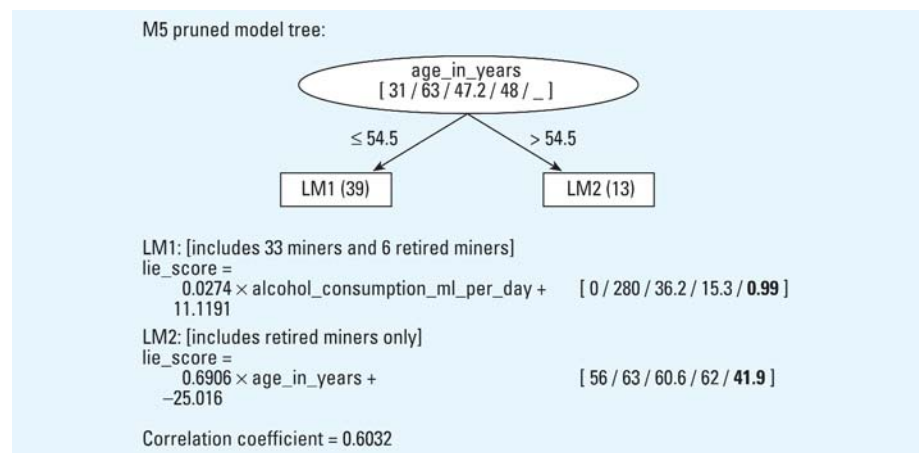 M5 pruned model tree:
age_in_years
[ 31 / 63 / 47.2 / 48 / _ ]
≤ 54.5
> 54.5
LM1 (39)
LM2 (13)
LM1: [includes 33 miners and 6 retired miners]
lie_score =
0.0274 × alcohol_consumption_ml_per_day + [ 0 / 280 / 36.2 / 15.3 / 0.99 ]
11.1191
LM2: [includes retired miners only]
lie_score =
0.6906 × age_in_years + [ 56 / 63 / 60.6 / 62 / 41.9 ]
−25.016
Correlation coefficient = 0.6032